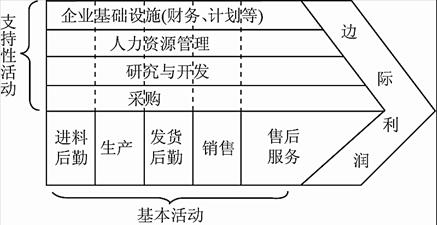 支持性活动
企业基础设施(财务、计划等)
人力资源管理
研究与开发
采购
进料
后勤
生产
发货
后勤
销售
售后
服务
边际利润
基本活动